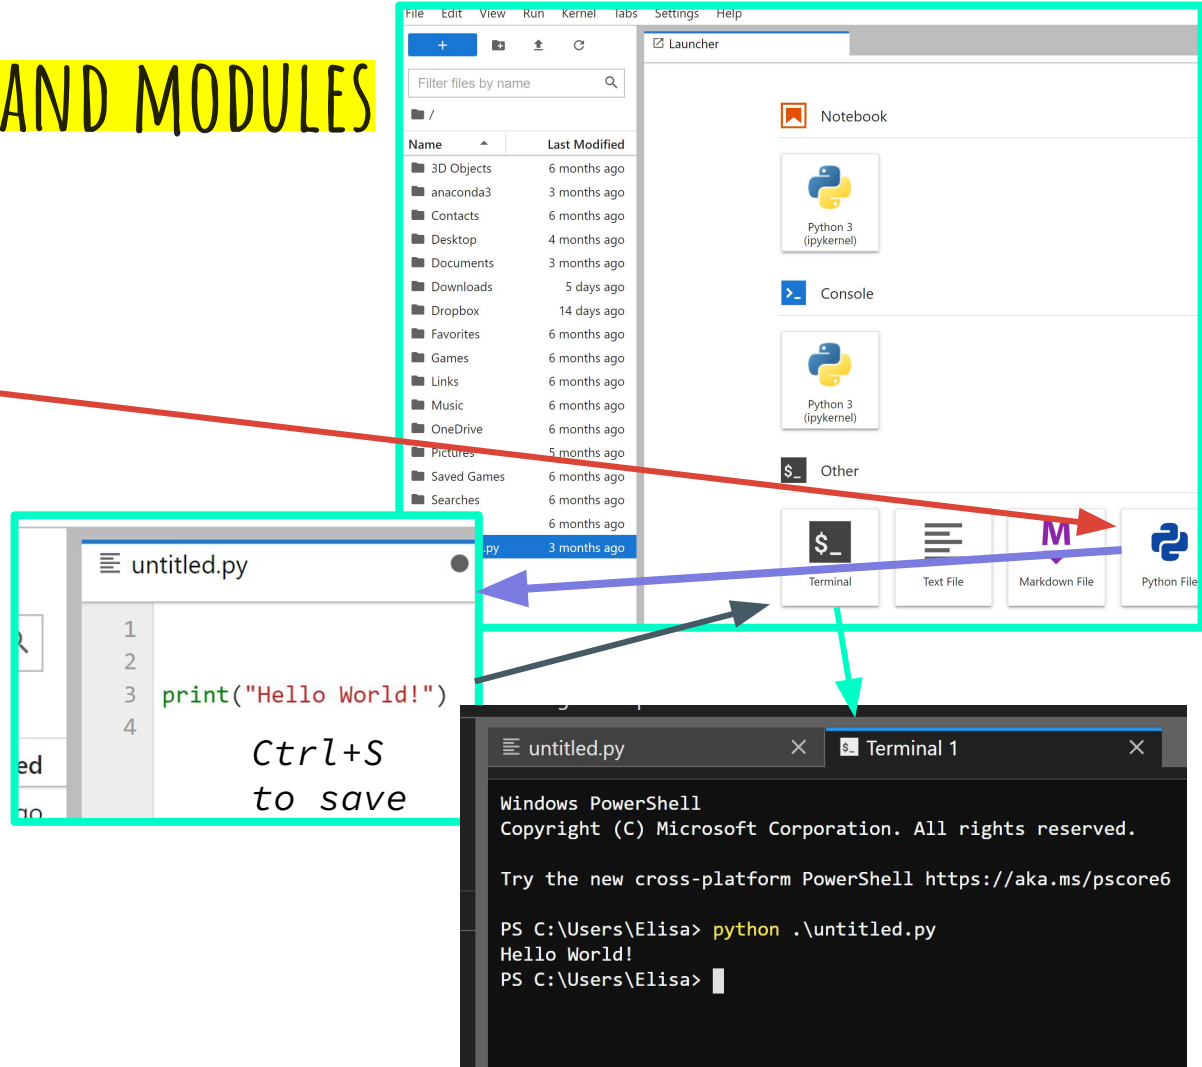 AND MODULES
File Edit View Run Kernel Tabs Settings Help
Launcher
Filter files by name
/
Name Last Modified
3D Objects 6 months ago
anaconda3 3 months ago
Contacts 6 months ago
Desktop 4 months ago
Documents 3 months ago
Downloads 5 days ago
Dropbox 14 days ago
Favorites 6 months ago
Games 6 months ago
Links 6 months ago
Music 6 months ago
OneDrive 6 months ago
Pictures 5 months ago
Saved Games 6 months ago
Searches 6 months ago
6 months ago
.py 3 months ago
Notebook
Python 3
(ipykernel)
Console
Python 3
(ipykernel)
$_ Other
$_
Terminal
Text File
M
Markdown File
Python File
untitled.py
1
2
3 print("Hello World!")
4
Ctrl+S
to save
ed
untitled.py
Terminal 1
Windows PowerShell
Copyright (C) Microsoft Corporation. All rights reserved.
Try the new cross-platform PowerShell https://aka.ms/pscore6
PS C:\Users\Elisa> python .\untitled.py
Hello World!
PS C:\Users\Elisa>